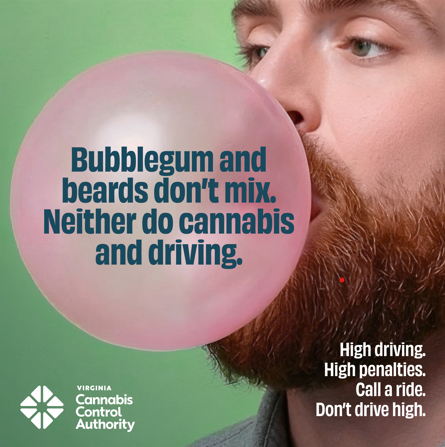 Bubblegum and
beards don't mix.
Neither do cannabis
and driving.
High driving.
High penalties.
Call a ride.
Don't drive high.
VIRGINIA
Cannabis
Control
Authority